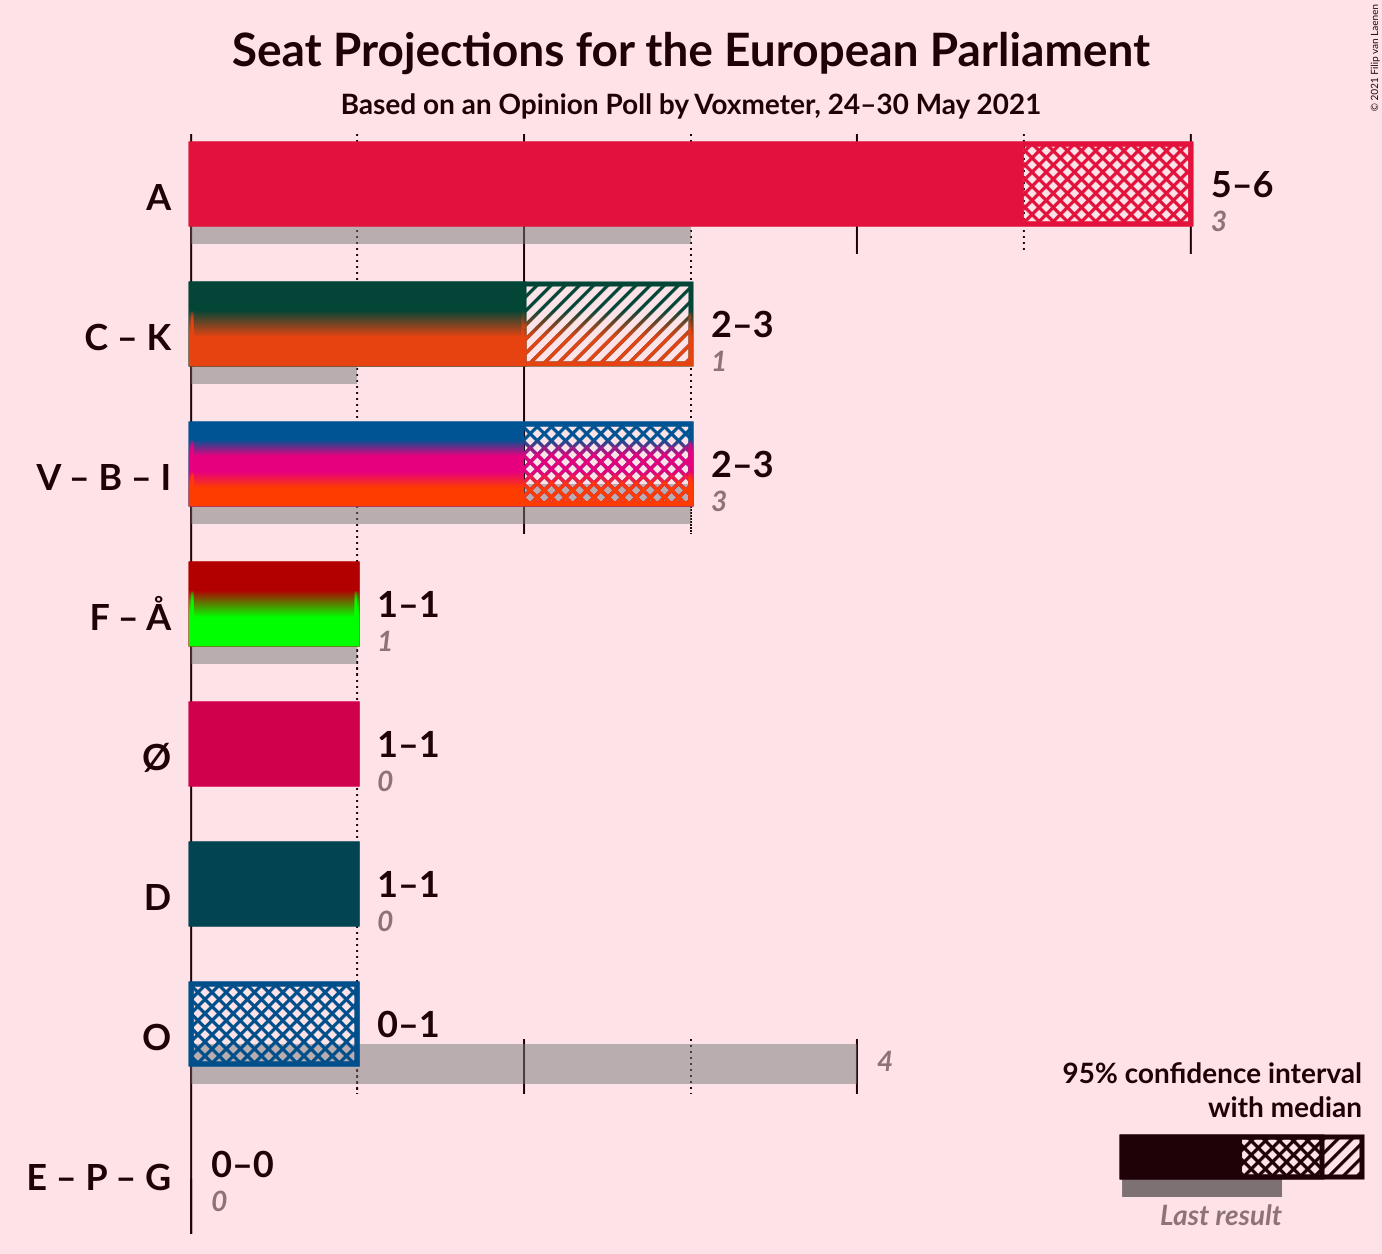 Seat Projections for the European Parliament
Based on an Opinion Poll by Voxmeter, 24–30 May 2021
© 2021 Filip van Laenen
A
5–6
3
C – K
2–3
1
V – B – I
2–3
3
F – Å
1–1
1
Ø
1–1
0
D
1–1
0
O
0–1
4
E – P – G
0–0
0
95% confidence interval
with median
Last result